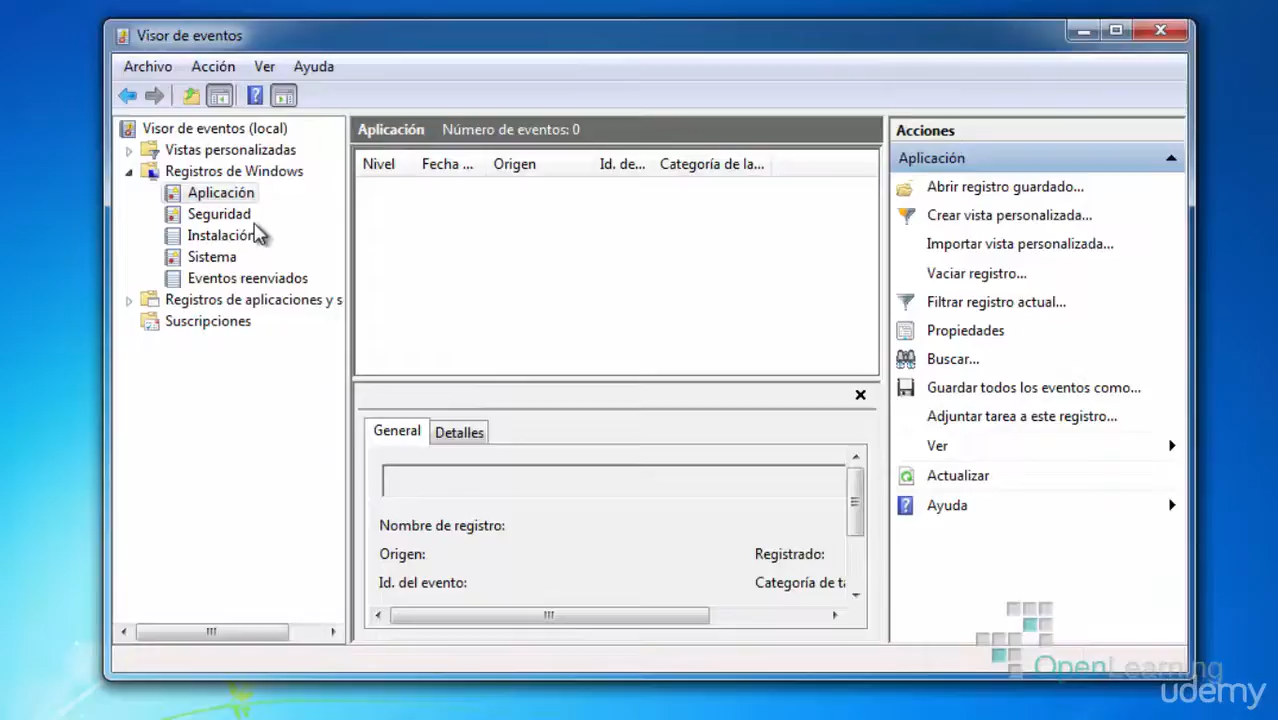 Visor de eventos
Archivo Acción Ver Ayuda
Visor de eventos (local)
Vistas personalizadas
Registros de Windows
Aplicación
Seguridad
Instalación
Sistema
Eventos reenviados
Registros de aplicaciones y s
Suscripciones
Aplicación Número de eventos: 0
Nivel Fecha ... Origen Id. de... Categoría de la...
General Detalles
Nombre de registro:
Origen: Registrado:
Id. del evento: Categoría de ta
Acciones
Aplicación
Abrir registro guardado...
Crear vista personalizada...
Importar vista personalizada...
Vaciar registro...
Filtrar registro actual...
Propiedades
Buscar...
Guardar todos los eventos como...
Adjuntar tarea a este registro...
Ver
Actualizar
Ayuda
OpenLearning
udemy